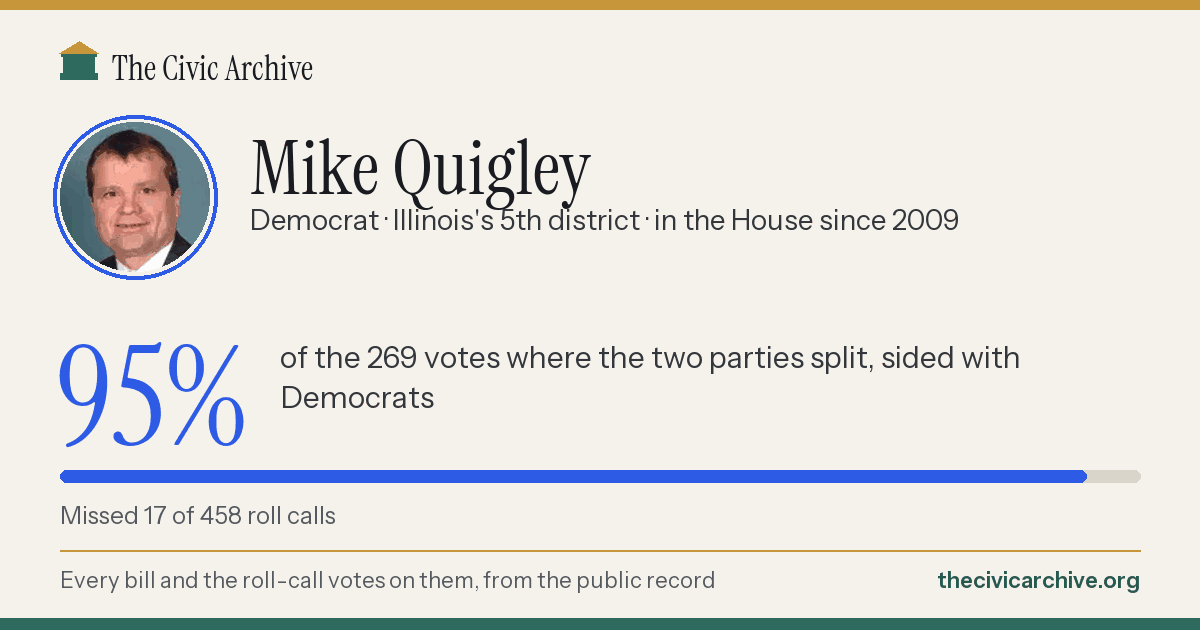 The Civic Archive
Mike Quigley
Democrat · Illinois's 5th district · in the House since 2009
95%
of the 269 votes where the two parties split, sided with
Democrats
Missed 17 of 458 roll calls
Every bill and the roll-call votes on them, from the public record
thecivicarchive.org